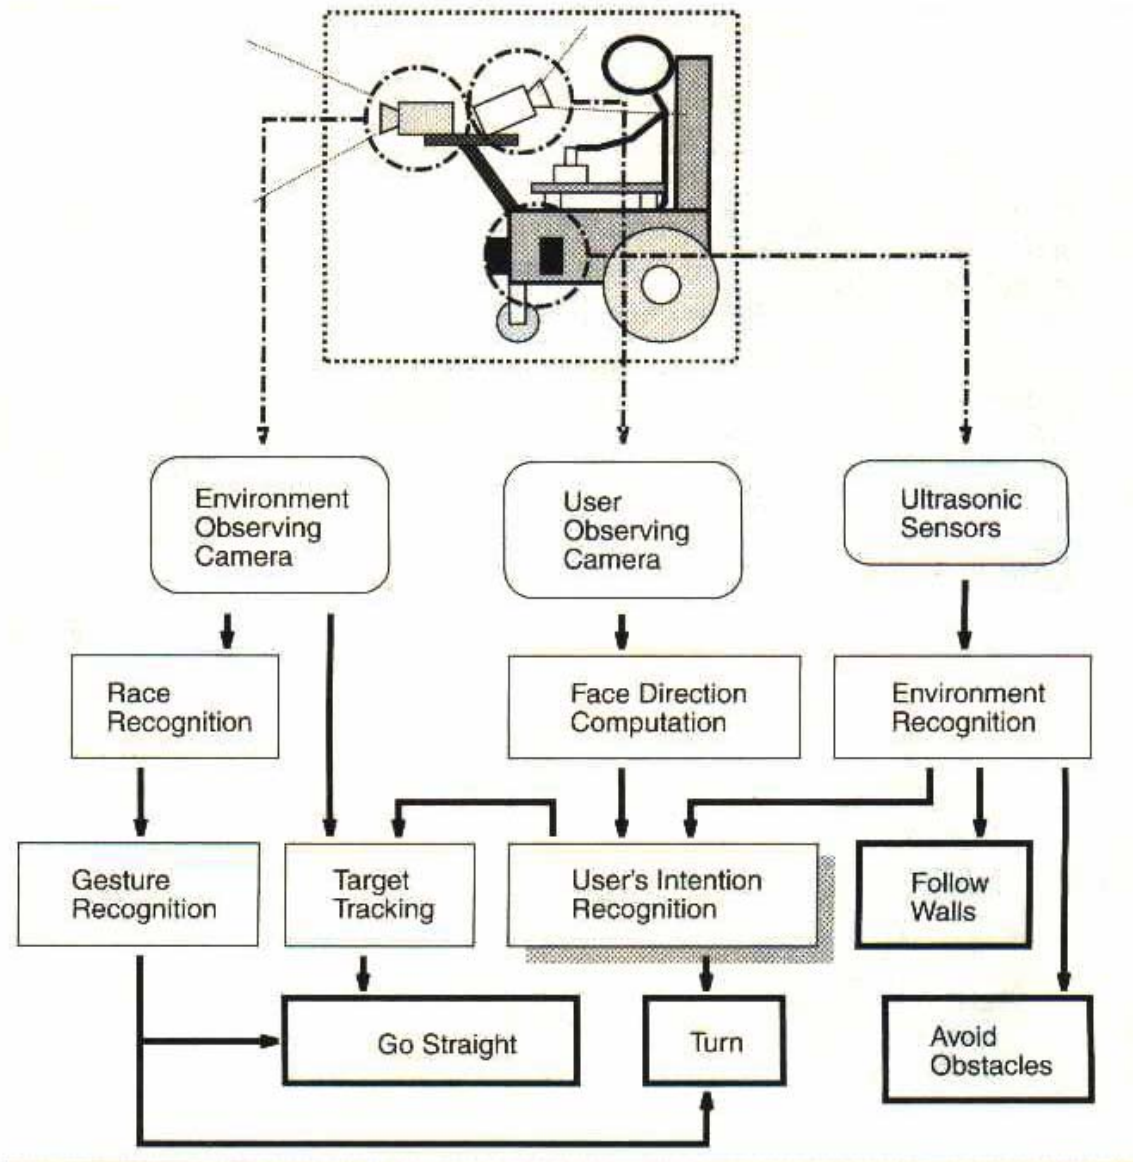 Environment
Observing
Camera
User
Observing
Camera
Ultrasonic
Sensors
Race
Recognition
Face Direction
Computation
Environment
Recognition
Gesture
Recognition
Target
Tracking
User's Intention
Recognition
Follow
Walls
Go Straight
Turn
Avoid
Obstacles